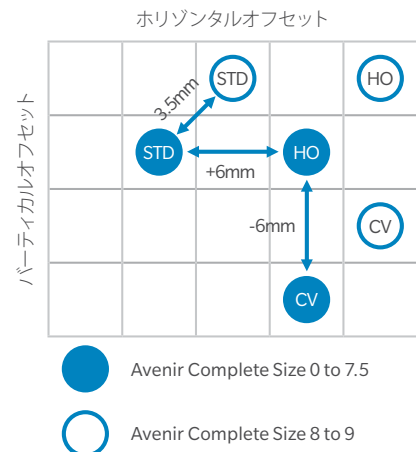 ホリゾンタルオフセット
バーティカルオフセット
STD
HO
3.5mm
STD
HO
+6mm
-6mm
CV
CV
Avenir Complete Size 0 to 7.5
Avenir Complete Size 8 to 9